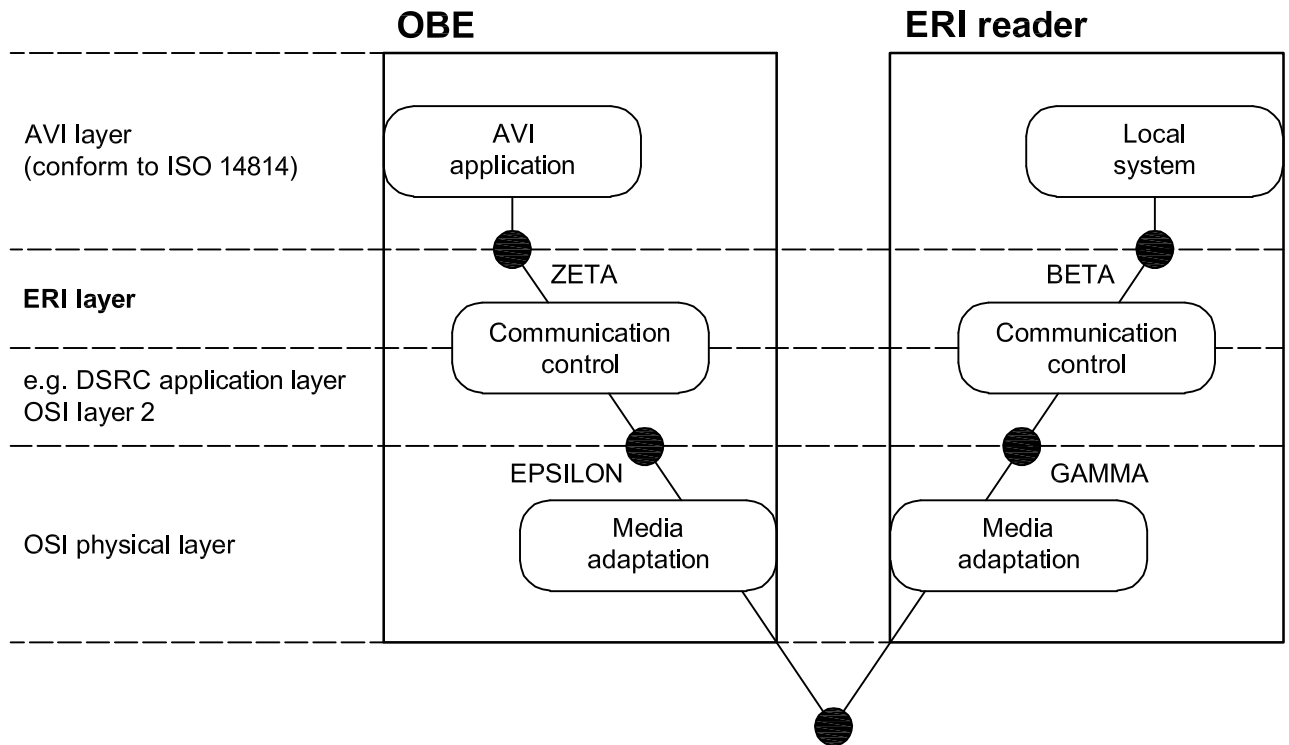 OBE
ERI reader
AVI layer
(conform to ISO 14814)
AVI
application
Local
system
ZETA
BETA
ERI layer
Communication
control
Communication
control
e.g. DSRC application layer
OSI layer 2
EPSILON
GAMMA
OSI physical layer
Media
adaptation
Media
adaptation